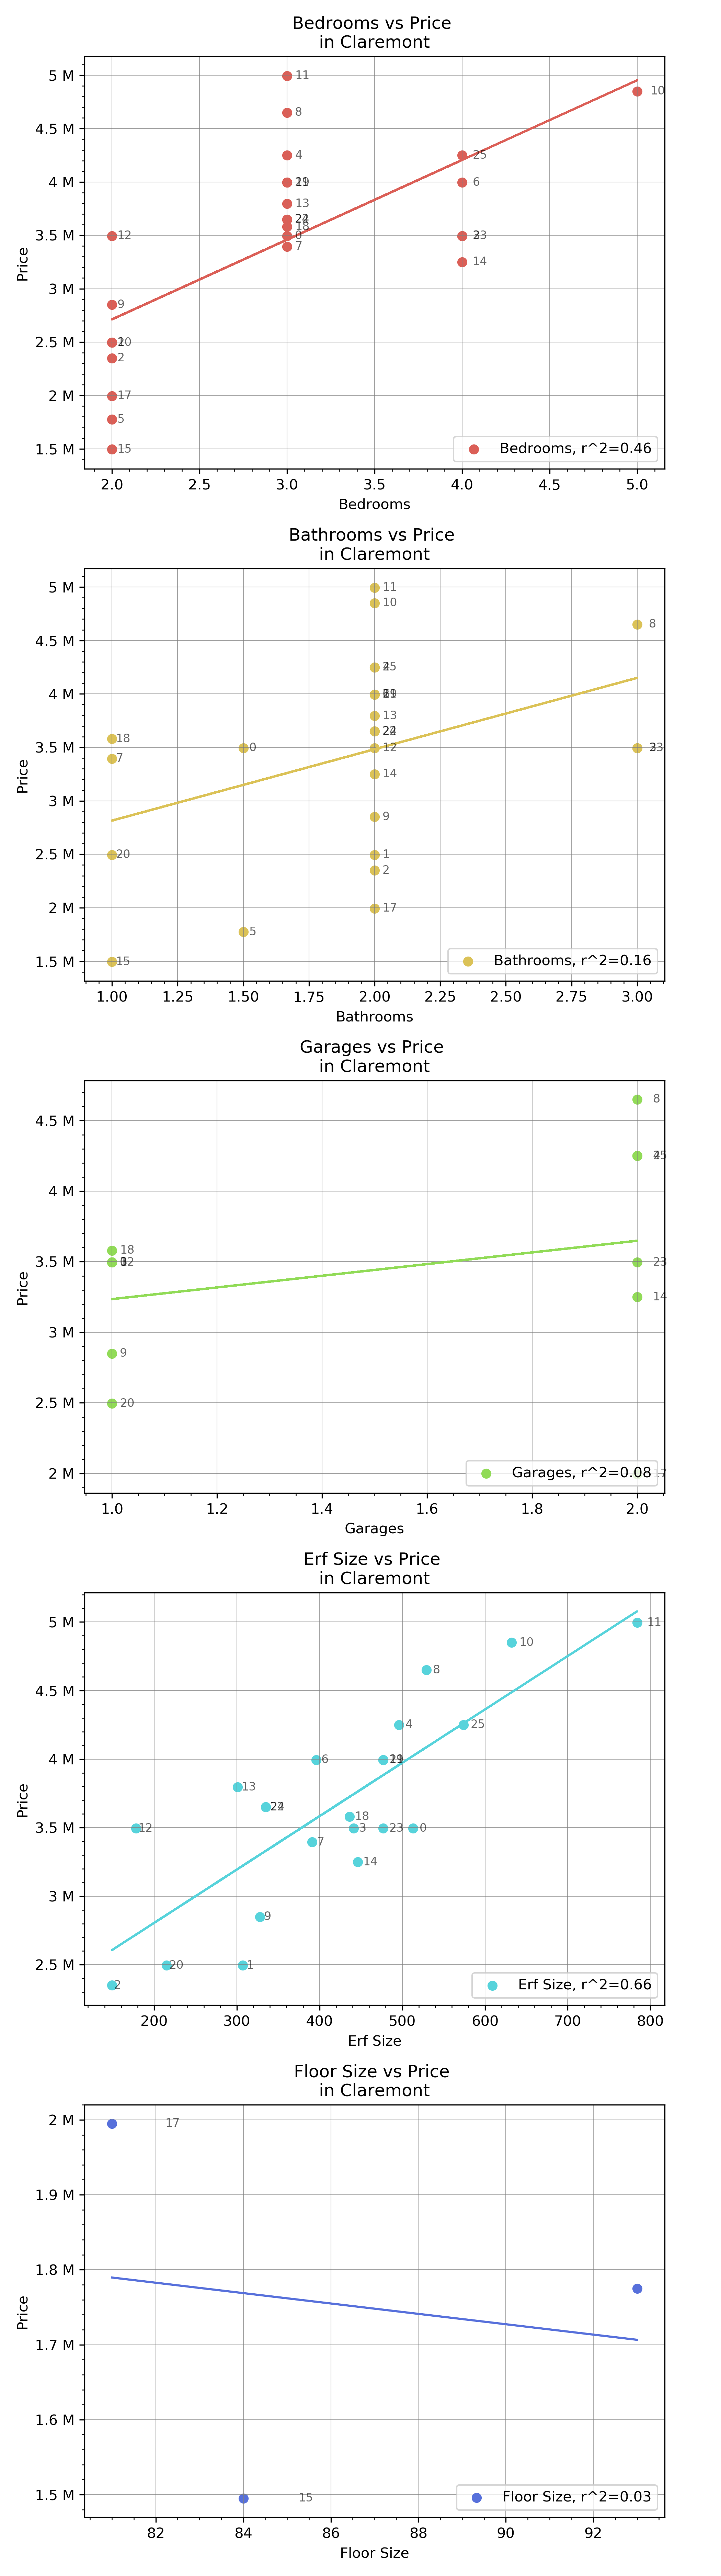 Bedrooms vs Price
in Claremont
5 M
4.5 M
4 M
3.5 M
3 M
2.5 M
2 M
1.5 M
Price
11
10
8
4
25
6
13
18
7
12
14
9
2
17
5
15
Bedrooms, r^2=0.46
2.0
2.5
3.0
3.5
4.0
4.5
5.0
Bedrooms
Bathrooms vs Price
in Claremont
5 M
4.5 M
4 M
3.5 M
3 M
2.5 M
2 M
1.5 M
Price
11
10
8
13
18
0
12
7
14
9
20
1
2
17
5
15
Bathrooms, r^2=0.16
1.00
1.25
1.50
1.75
2.00
2.25
2.50
2.75
3.00
Bathrooms
Garages vs Price
in Claremont
4.5 M
4 M
3.5 M
3 M
2.5 M
2 M
Price
8
18
23
14
9
20
Garages, r^2=0.08
1.0
1.2
1.4
1.6
1.8
2.0
Garages
Erf Size vs Price
in Claremont
5 M
4.5 M
4 M
3.5 M
3 M
2.5 M
Price
11
10
8
4
25
6
13
18
12
3
23
0
7
14
9
20
1
2
Erf Size, r^2=0.66
200
300
400
500
600
700
800
Erf Size
Floor Size vs Price
in Claremont
2 M
1.9 M
1.8 M
1.7 M
1.6 M
1.5 M
Price
17
15
Floor Size, r^2=0.03
82
84
86
88
90
92
Floor Size